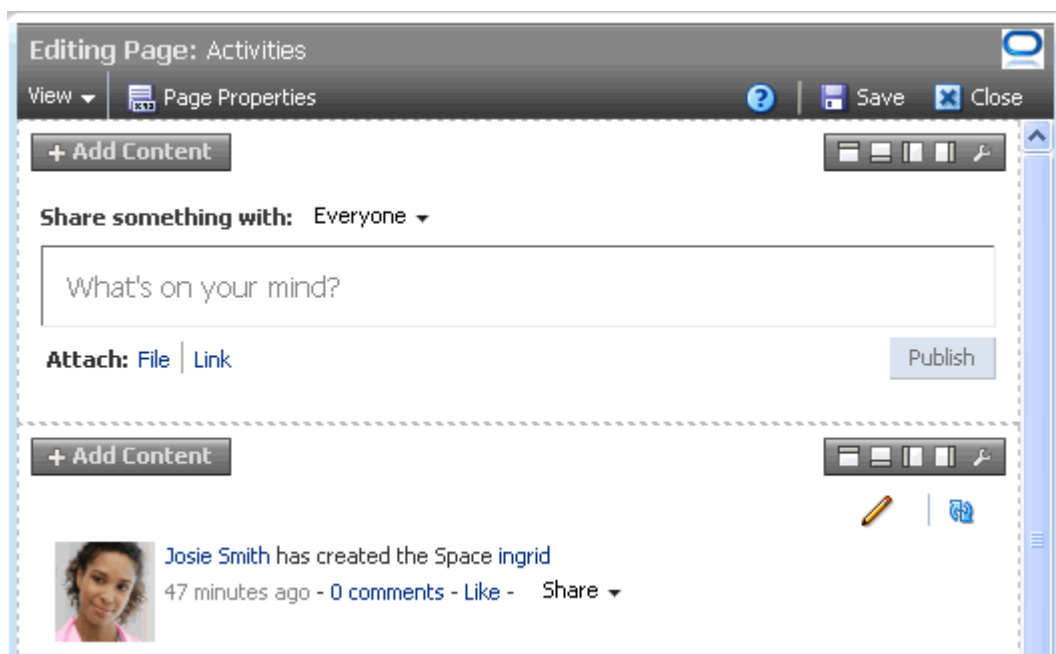 Editing Page: Activities
View Page Properties Save Close
+ Add Content
Share something with: Everyone
What's on your mind?
Attach: File Link Publish
+ Add Content
Josie Smith has created the Space ingrid
47 minutes ago - 0 comments - Like - Share